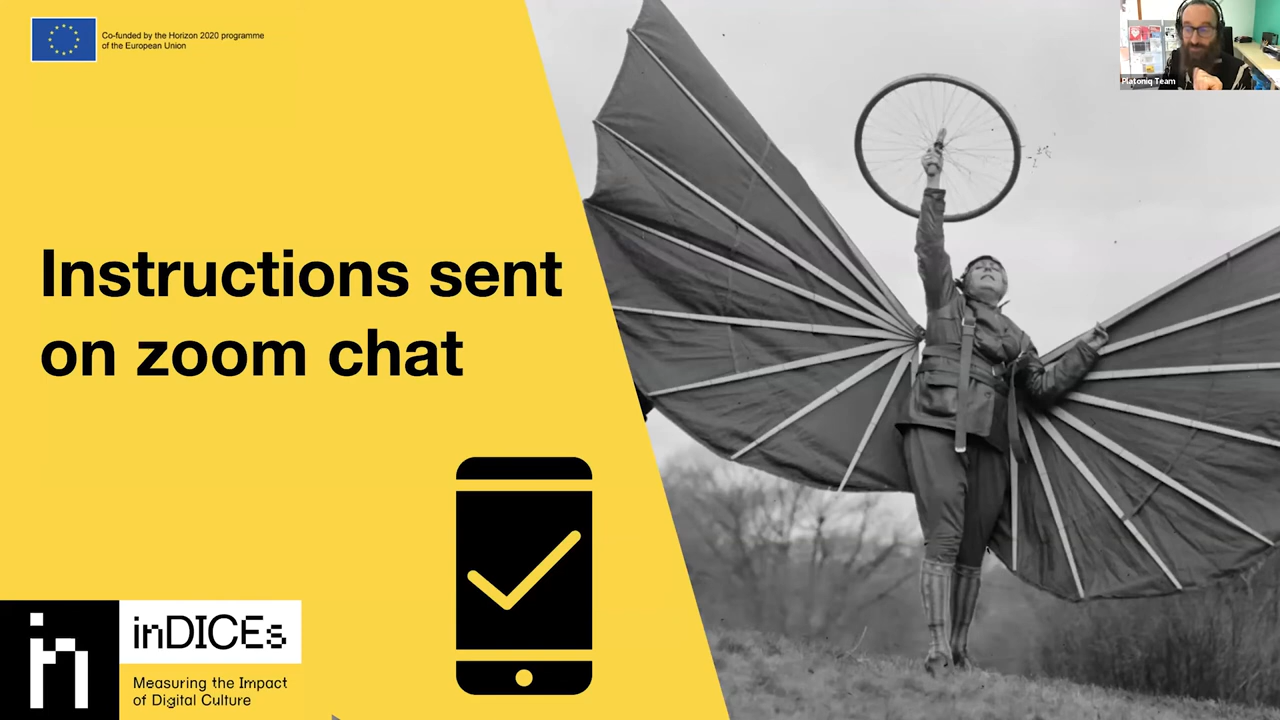 Co-funded by the Horizon 2020 programme
of the European Union
Platoniq Team
Instructions sent
on zoom chat
in
inDICEs
Measuring the Impact
of Digital Culture